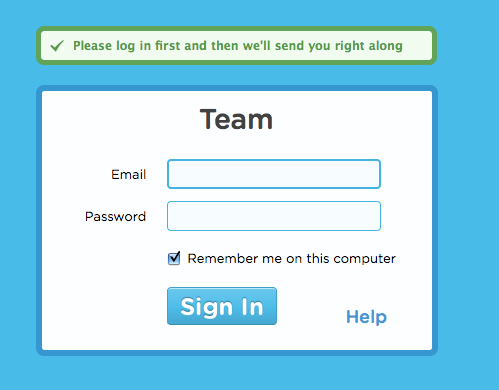 Please log in first and then we'll send you right along
Team
Email
Password
Remember me on this computer
Sign In
Help